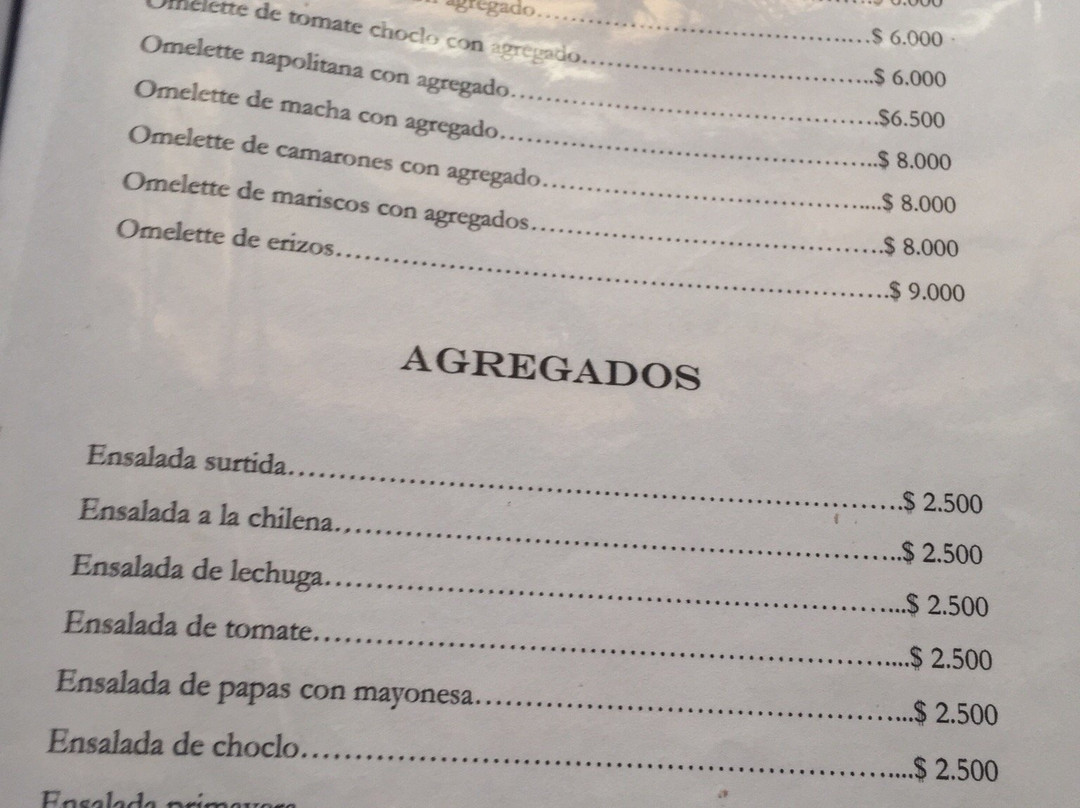 agregado..............................$ 6.000
Omelette de tomate choclo con agregado..............................$ 6.000
Omelette napolitana con agregado..............................$6.500
Omelette de macha con agregado..............................$ 8.000
Omelette de camarones con agregado..............................$ 8.000
Omelette de mariscos con agregados..............................$ 8.000
Omelette de erizos..............................$ 9.000
AGREGADOS
Ensalada surtida..............................$ 2.500
Ensalada a la chilena..............................$ 2.500
Ensalada de lechuga..............................$ 2.500
Ensalada de tomate..............................$ 2.500
Ensalada de papas con mayonesa..............................$ 2.500
Ensalada de choclo..............................$ 2.500
Ensalada primavera